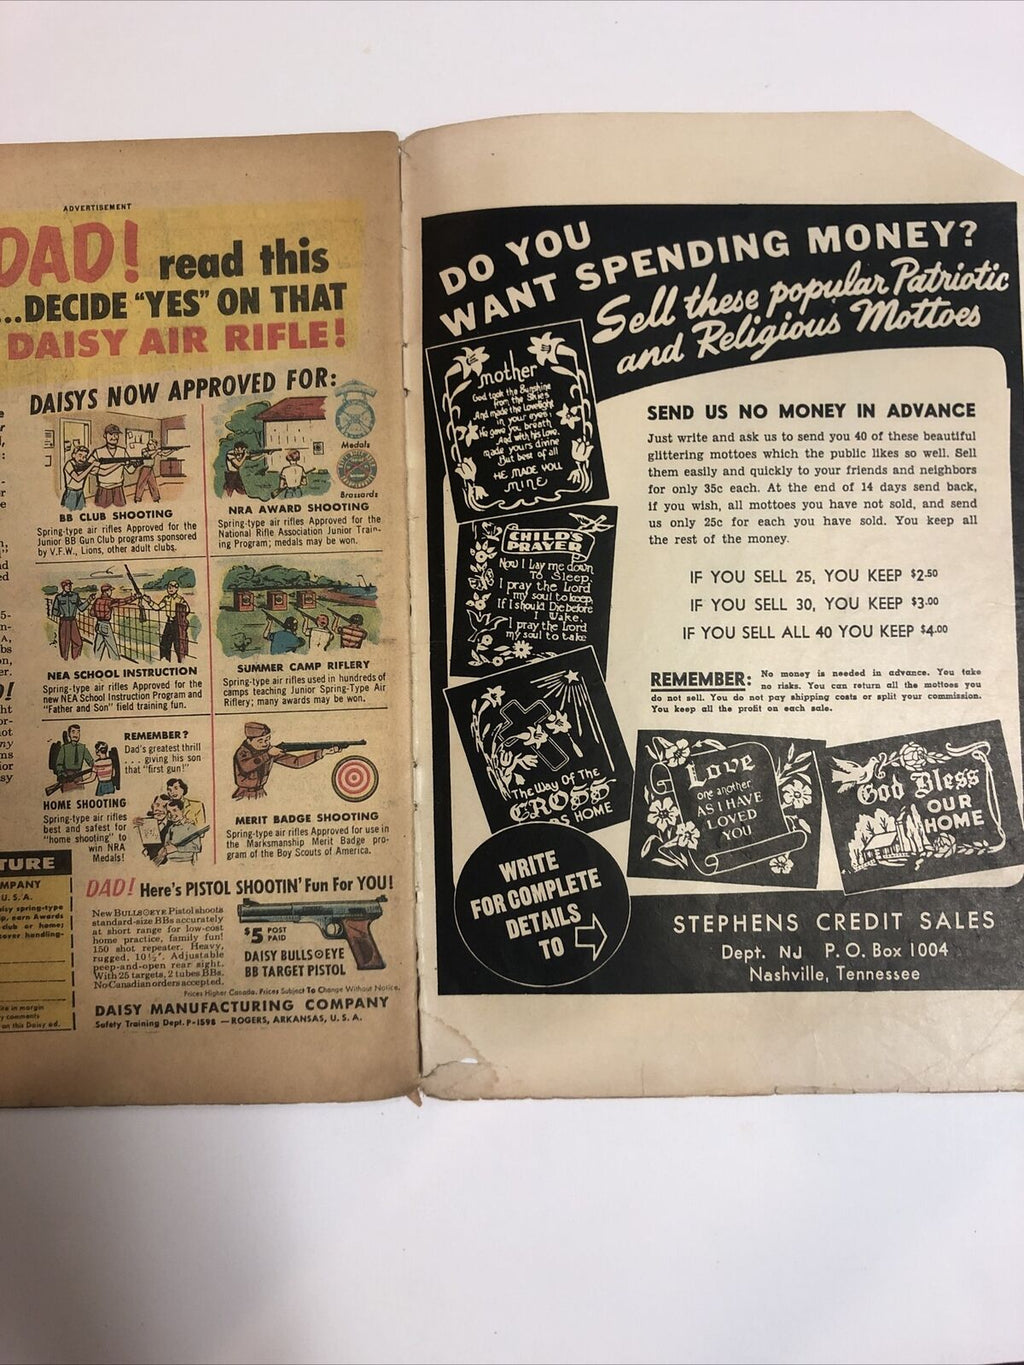 ADVERTISEMENT
DAD! read this
...DECIDE "YES" ON THAT
DAISY AIR RIFLE!
DAISYS NOW APPROVED FOR:
BB CLUB SHOOTING
Spring-type air rifles Approved for the
Junior BB Gun Club programs sponsored
by V.F.W., Lions, other adult clubs.
Medals
Brassards
NRA AWARD SHOOTING
Spring-type air rifles Approved for the
National Rifle Association Junior Train-
ing Program; medals may be won.
NEA SCHOOL INSTRUCTION
Spring-type air rifles Approved for the
new NEA School Instruction Program and
"Father and Son" field training fun.
SUMMER CAMP RIFLERY
Spring-type air rifles used in hundreds of
camps teaching Junior Spring-Type Air
Riflery; many awards may be won.
REMEMBER?
Dad's greatest thrill
. . . giving his son
that "first gun!"
HOME SHOOTING
Spring-type air rifles
best and safest for
"home shooting" to
win NRA
Medals!
MERIT BADGE SHOOTING
Spring-type air rifles Approved for use in
the Marksmanship Merit Badge pro-
gram of the Boy Scouts of America.
TURE
MPANY
U. S. A.
aisy spring-type
p, earn Awards
club or home;
cover handling-
ite in margin
y comments
on this Daisy ad.
DAD! Here's PISTOL SHOOTIN' Fun For YOU!
New BULLSEYE Pistol shoots
standard-size BBs accurately
at short range for low-cost
home practice, family fun!
150 shot repeater. Heavy,
rugged, 10½". Adjustable
peep-and-open rear sight.
With 25 targets, 2 tubes BBs.
No Canadian orders accepted.
$5 POST
PAID
DAISY BULLSEYE
BB TARGET PISTOL
Prices Higher Canada. Prices Subject To Change Without Notice.
DAISY MANUFACTURING COMPANY
Safety Training Dept. P-1598 — ROGERS, ARKANSAS, U. S. A.
DO YOU
WANT SPENDING MONEY?
Sell these popular Patriotic
and Religious Mottoes
mother
God took the Sunshine
from the Skies
And made the Lovelight
in your eyes;
He gave you breath
And with his Love,
made yours divine
But best of all
HE MADE YOU
MINE
CHILD'S
PRAYER
Now I Lay me down
To Sleep,
I pray the Lord
my soul to keep.
If I should Die before
I Wake,
I pray the Lord
my soul to take
The Way Of The
CROSS
HOME
SEND US NO MONEY IN ADVANCE
Just write and ask us to send you 40 of these beautiful
glittering mottoes which the public likes so well. Sell
them easily and quickly to your friends and neighbors
for only 35c each. At the end of 14 days send back,
if you wish, all mottoes you have not sold, and send
us only 25c for each you have sold. You keep all
the rest of the money.
IF YOU SELL 25, YOU KEEP $2.50
IF YOU SELL 30, YOU KEEP $3.00
IF YOU SELL ALL 40 YOU KEEP $4.00
REMEMBER: No money is needed in advance. You take
no risks. You can return all the mottoes you
do not sell. You do not pay shipping costs or split your commission.
You keep all the profit on each sale.
Love
one another
AS I HAVE
LOVED
YOU
God Bless
OUR
HOME
WRITE
FOR COMPLETE
DETAILS
TO
STEPHENS CREDIT SALES
Dept. NJ P. O. Box 1004
Nashville, Tennessee